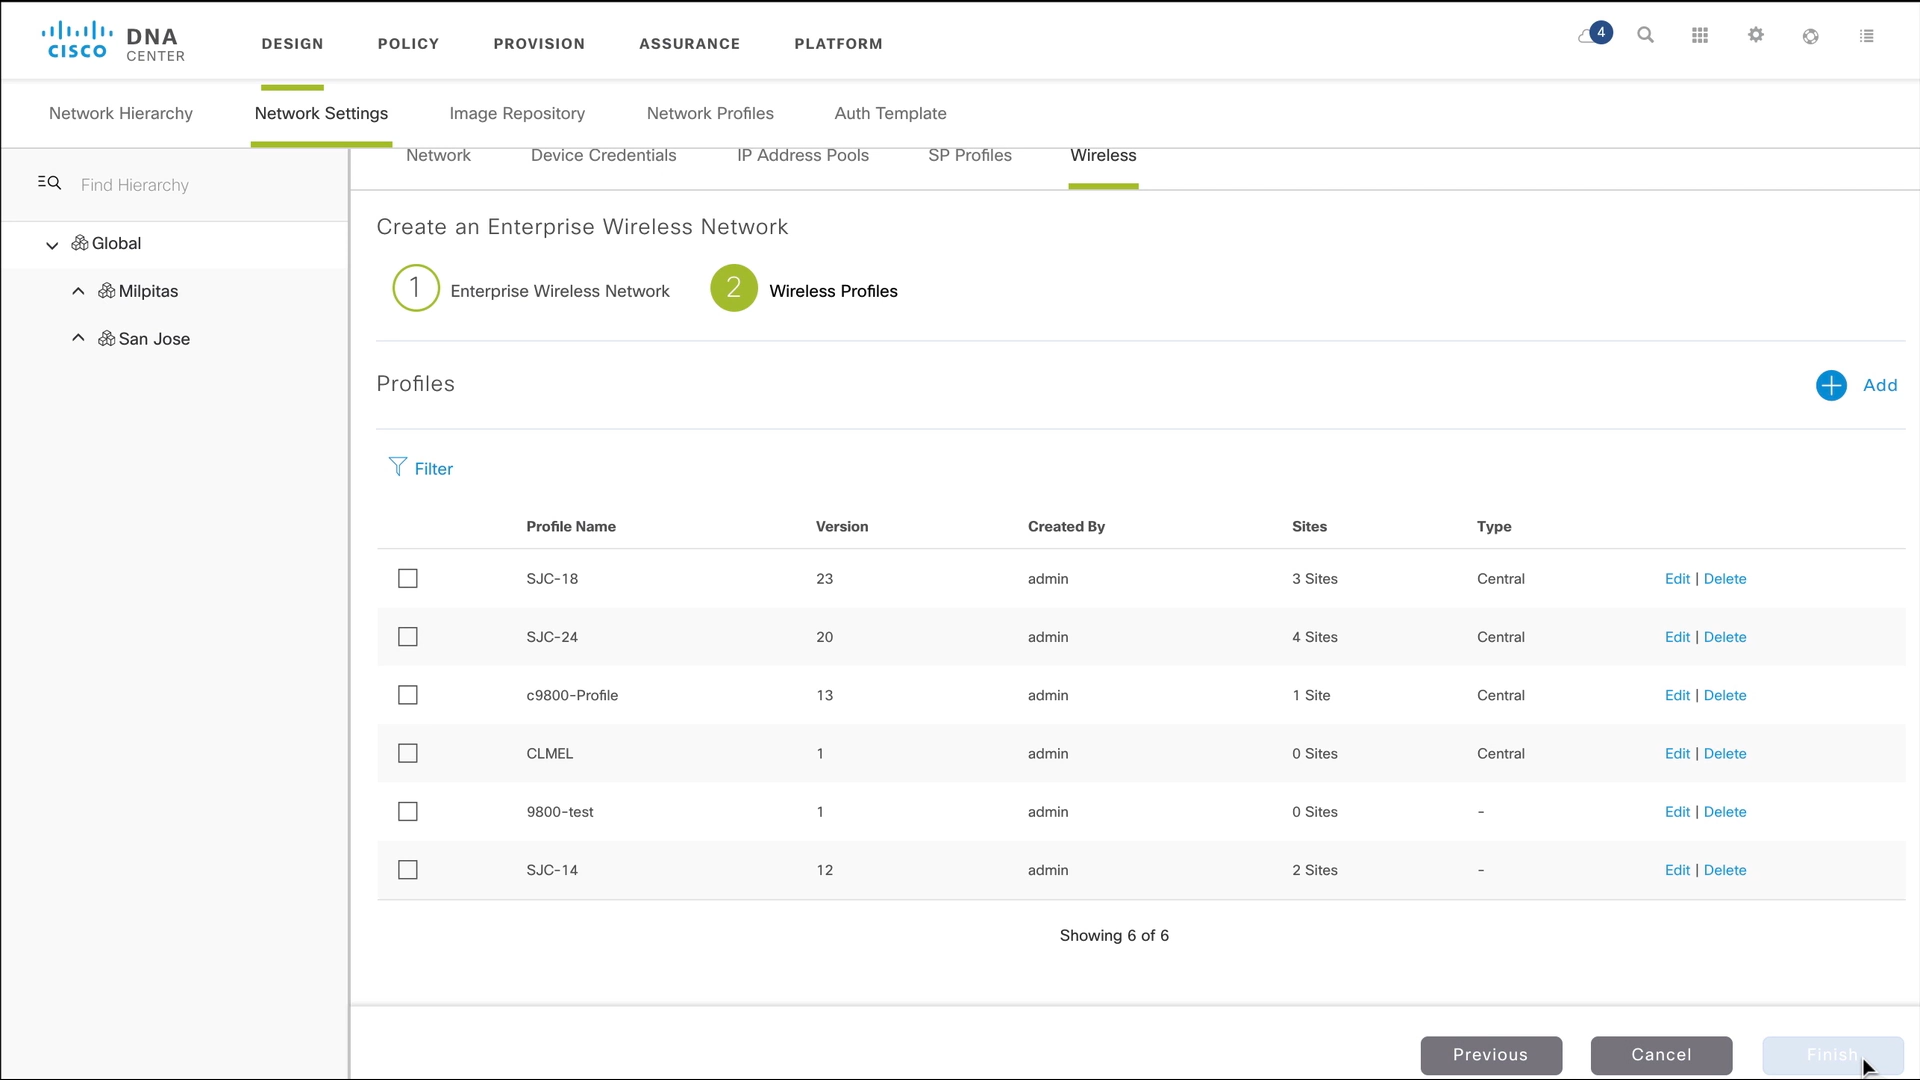 CISCO DNA CENTER
DESIGN POLICY PROVISION ASSURANCE PLATFORM 4
Network Hierarchy Network Settings Image Repository Network Profiles Auth Template
Network Device Credentials IP Address Pools SP Profiles Wireless
Find Hierarchy
Global
Milpitas
San Jose
Create an Enterprise Wireless Network
1 Enterprise Wireless Network 2 Wireless Profiles
Profiles Add
Filter
Profile Name Version Created By Sites Type
SJC-18 23 admin 3 Sites Central Edit | Delete
SJC-24 20 admin 4 Sites Central Edit | Delete
c9800-Profile 13 admin 1 Site Central Edit | Delete
CLMEL 1 admin 0 Sites Central Edit | Delete
9800-test 1 admin 0 Sites - Edit | Delete
SJC-14 12 admin 2 Sites - Edit | Delete
Showing 6 of 6
Previous Cancel Finish